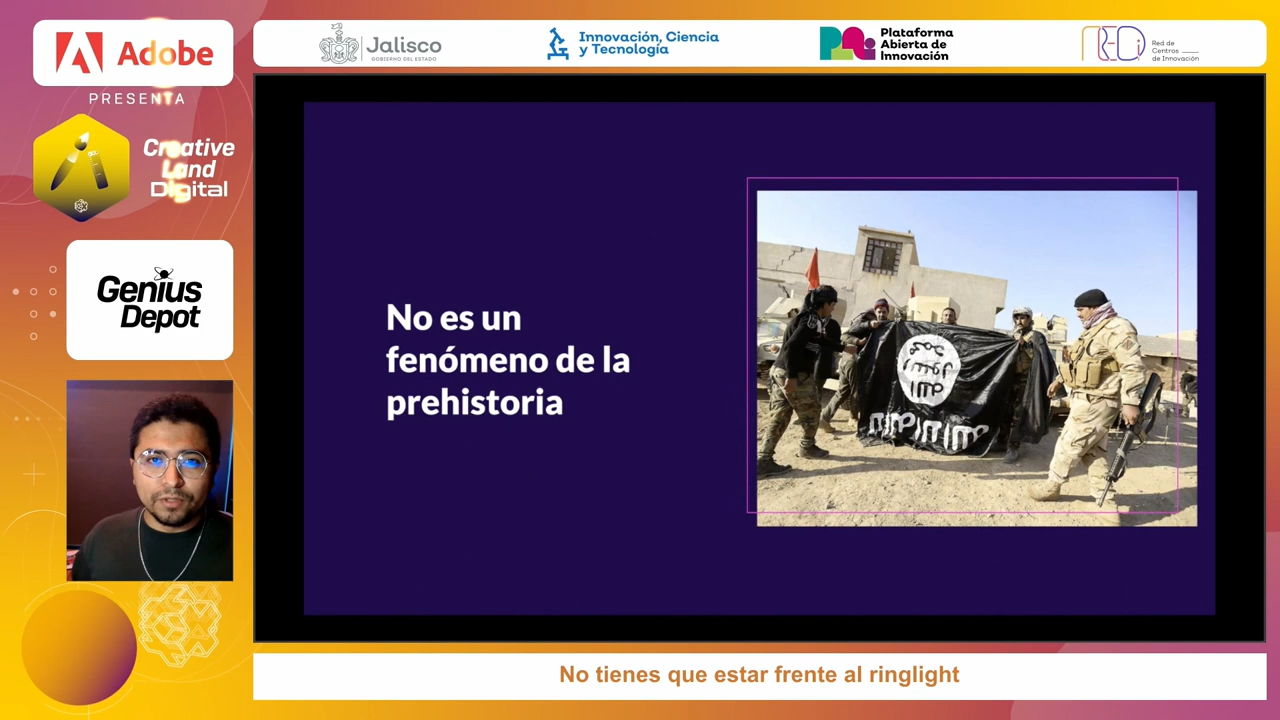 Adobe
PRESENTA
Creative
Land
Digital
Genius
Depot
Jalisco
GOBIERNO DEL ESTADO
Innovación, Ciencia
y Tecnología
Plataforma
Abierta de
Innovación
REDi
Red de
Centros
de Innovación
No es un
fenómeno de la
prehistoria
No tienes que estar frente al ringlight